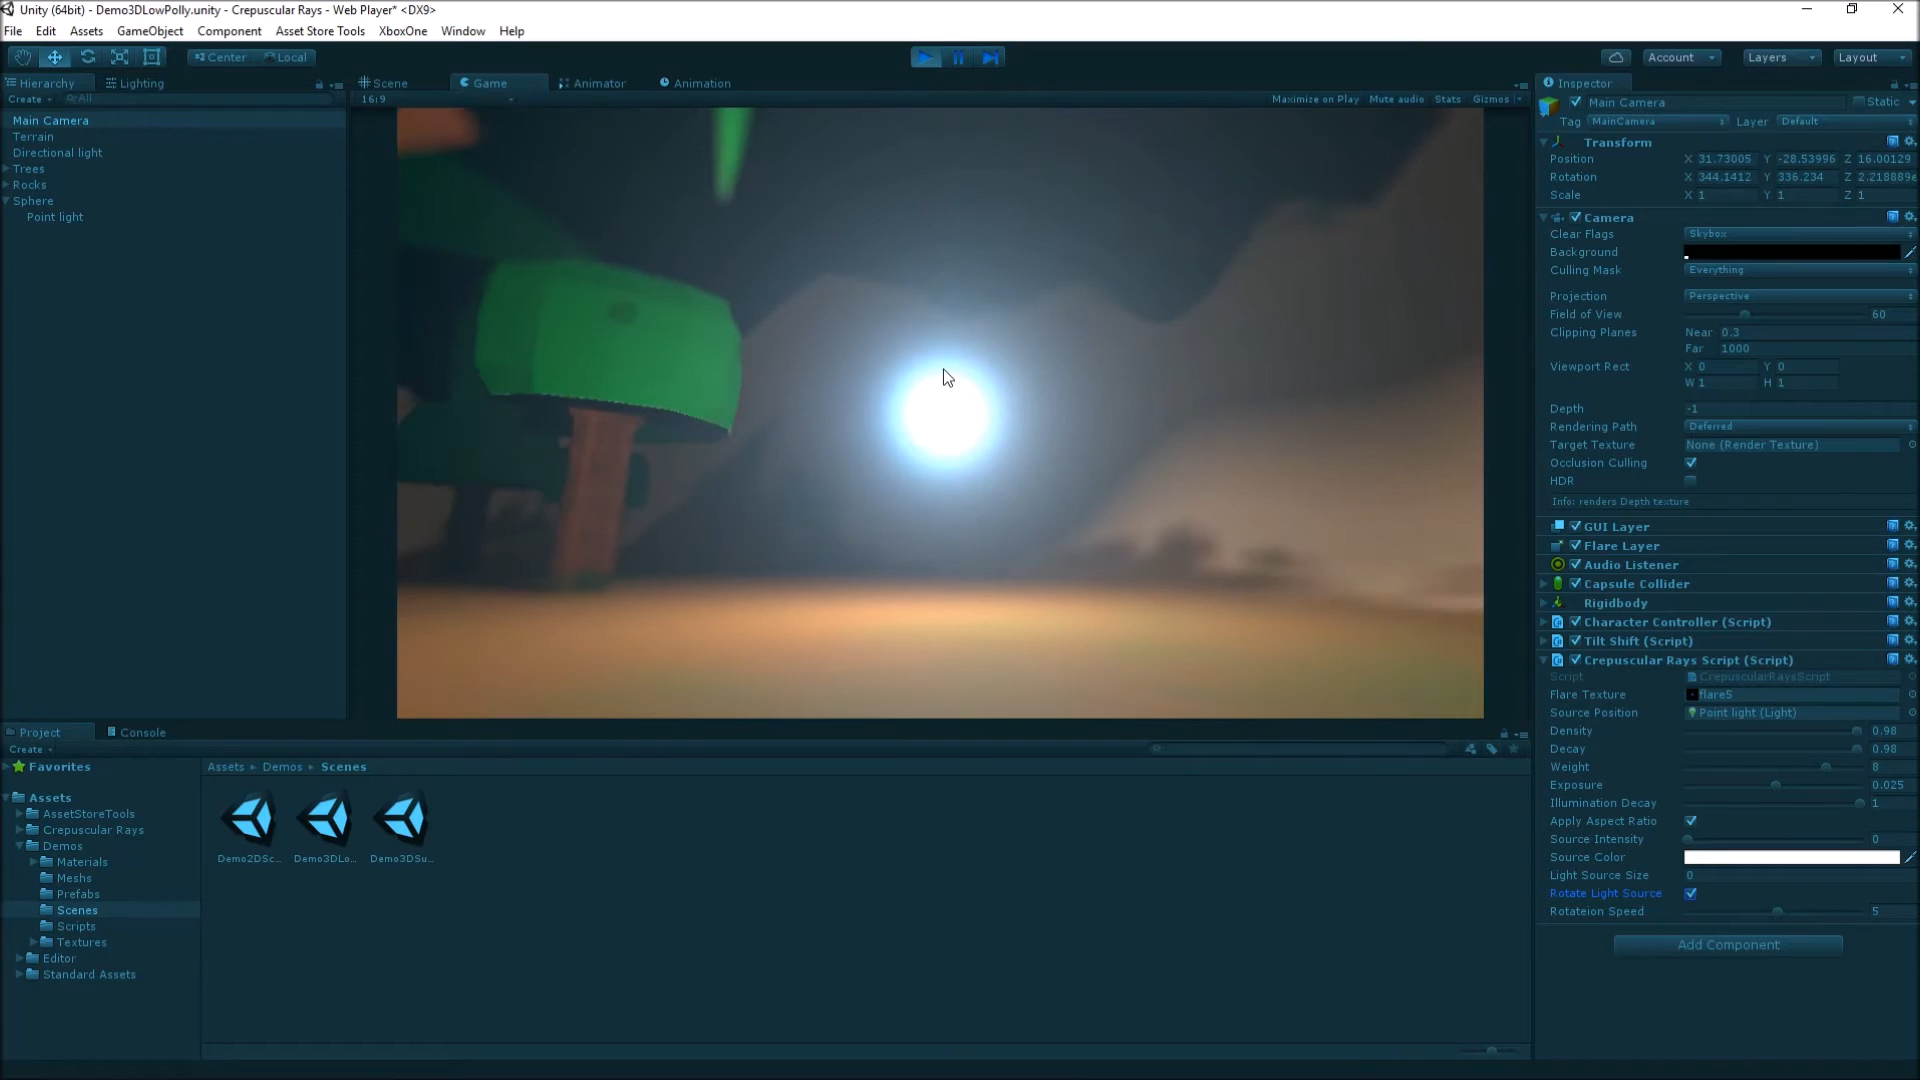 Unity (64bit) - Demo3DLowPolly.unity - Crepuscular Rays - Web Player* <DX9>
File Edit Assets GameObject Component Asset Store Tools XboxOne Window Help
Center Local Account Layers Layout
Hierarchy Lighting
Create All
Main Camera
Terrain
Directional light
Trees
Rocks
Sphere
Point light
Scene Game Animator Animation
16:9 Maximize on Play Mute audio Stats Gizmos
Inspector
Main Camera Static
Tag MainCamera Layer Default
Transform
Position X 31.73005 Y -28.53996 Z 16.00129
Rotation X 344.1412 Y 336.234 Z 2.218889e
Scale X 1 Y 1 Z 1
Camera
Clear Flags Skybox
Background
Culling Mask Everything
Projection Perspective
Field of View 60
Clipping Planes Near 0.3
Far 1000
Viewport Rect X 0 Y 0
W 1 H 1
Depth -1
Rendering Path Deferred
Target Texture None (Render Texture)
Occlusion Culling
HDR
Info: renders Depth texture
GUI Layer
Flare Layer
Audio Listener
Capsule Collider
Rigidbody
Character Controller (Script)
Tilt Shift (Script)
Crepuscular Rays Script (Script)
Script CrepuscularRaysScript
Flare Texture flare5
Source Position Point light (Light)
Density 0.98
Decay 0.98
Weight 8
Exposure 0.025
Illumination Decay 1
Apply Aspect Ratio
Source Intensity 0
Source Color
Light Source Size 0
Rotate Light Source
Rotateion Speed 5
Add Component
Project Console
Create
Favorites
Assets
AssetStoreTools
Crepuscular Rays
Demos
Materials
Meshs
Prefabs
Scenes
Scripts
Textures
Editor
Standard Assets
Assets Demos Scenes
Demo2DSc... Demo3DLo... Demo3DSu...